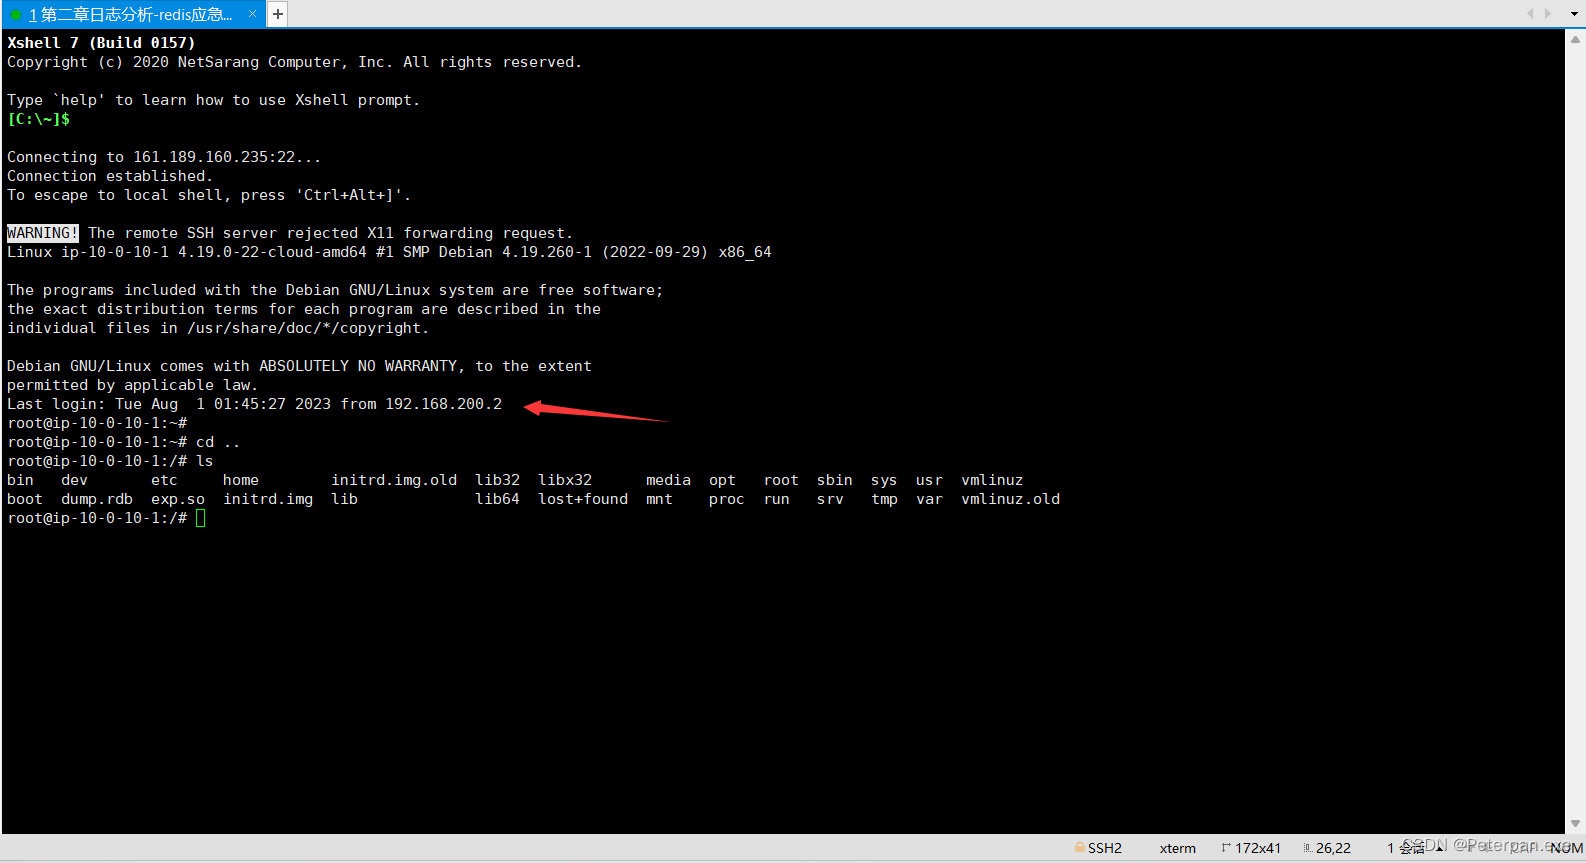 1 第二章日志分析-redis应急...
Xshell 7 (Build 0157)
Copyright (c) 2020 NetSarang Computer, Inc. All rights reserved.
Type `help' to learn how to use Xshell prompt.
[C:\~]$
Connecting to 161.189.160.235:22...
Connection established.
To escape to local shell, press 'Ctrl+Alt+]'.
WARNING! The remote SSH server rejected X11 forwarding request.
Linux ip-10-0-10-1 4.19.0-22-cloud-amd64 #1 SMP Debian 4.19.260-1 (2022-09-29) x86_64
The programs included with the Debian GNU/Linux system are free software;
the exact distribution terms for each program are described in the
individual files in /usr/share/doc/*/copyright.
Debian GNU/Linux comes with ABSOLUTELY NO WARRANTY, to the extent
permitted by applicable law.
Last login: Tue Aug  1 01:45:27 2023 from 192.168.200.2
root@ip-10-0-10-1:~#
root@ip-10-0-10-1:~# cd ..
root@ip-10-0-10-1:/# ls
bin   dev       etc     home        initrd.img.old  lib32  libx32      media  opt   root  sbin  sys  usr  vmlinuz
boot  dump.rdb  exp.so  initrd.img  lib             lib64  lost+found  mnt    proc  run   srv   tmp  var  vmlinuz.old
root@ip-10-0-10-1:/#
SSH2 xterm 172x41 26,22 1 会话 NUM
CSDN @Peterpan.exe